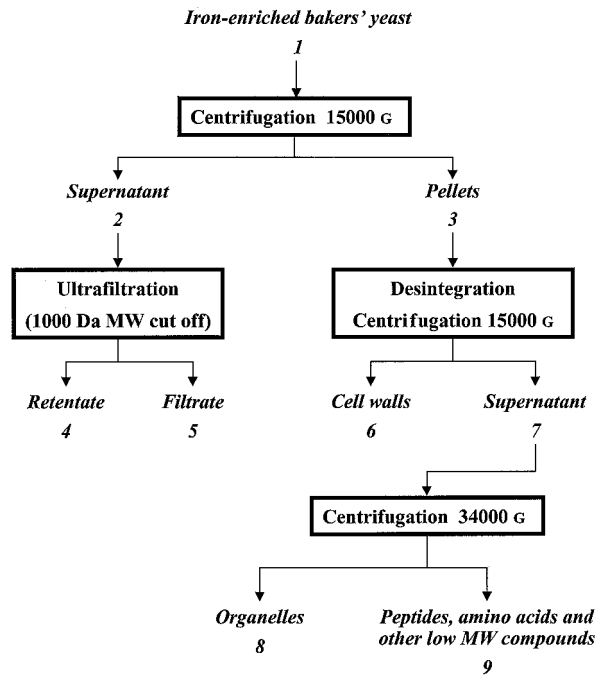 Iron-enriched bakers' yeast
1
Centrifugation 15000 G
Supernatant
2
Pellets
3
Ultrafiltration
(1000 Da MW cut off)
Desintegration
Centrifugation 15000 G
Retentate
4
Filtrate
5
Cell walls
6
Supernatant
7
Centrifugation 34000 G
Organelles
8
Peptides, amino acids and
other low MW compounds
9